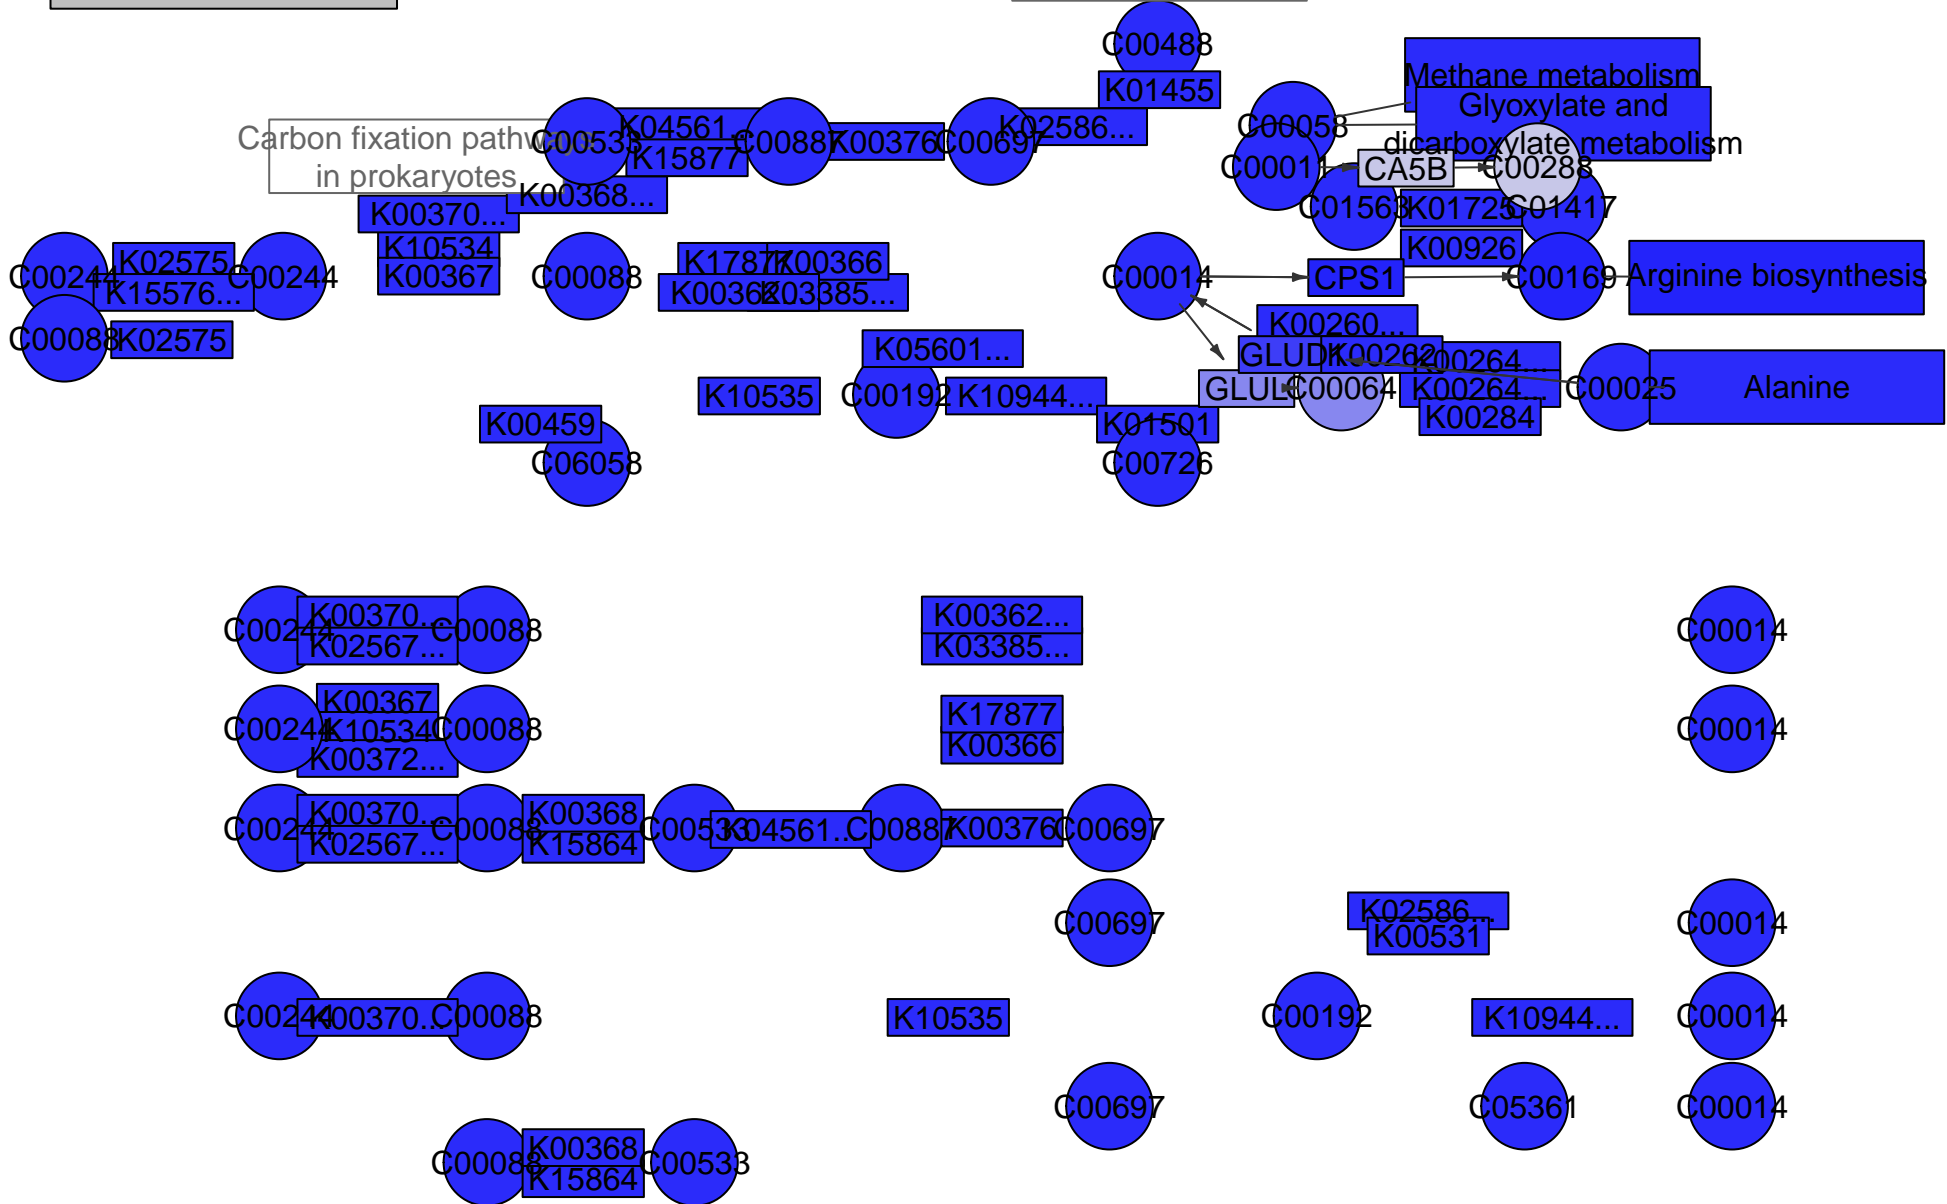 C00488
K01455
Methane metabolism
Glyoxylate and
dicarboxylate metabolism
Carbon fixation pathways
in prokaryotes
C00533
K04561...
K15877
C00887
K00376
C00697
K02586...
C00058
C00011
CA5B
C00288
K00368...
K00370...
C01563
K01725
C01417
K10534
K00367
K00926
C00244
K02575
K15576...
C00244
C00088
K17877
K00366
K00362...
K03385...
C00014
CPS1
C00169
Arginine biosynthesis
C00088
K02575
K00260...
GLUD1
K00262
K00264...
K05601...
K10535
C00192
K10944...
GLUL
C00064
K00264...
K00284
C00025
Alanine
K00459
K01501
C06058
C00726
C00244
K00370...
K02567...
C00088
K00362...
K03385...
C00014
C00244
K00367
K10534
K00372...
C00088
K17877
K00366
C00014
C00244
K00370...
K02567...
C00088
K00368
K15864
C00533
K04561...
C00887
K00376
C00697
C00697
K02586...
K00531
C00014
C00244
K00370...
C00088
K10535
C00192
K10944...
C00014
C00697
C05361
C00014
C00088
K00368
K15864
C00533